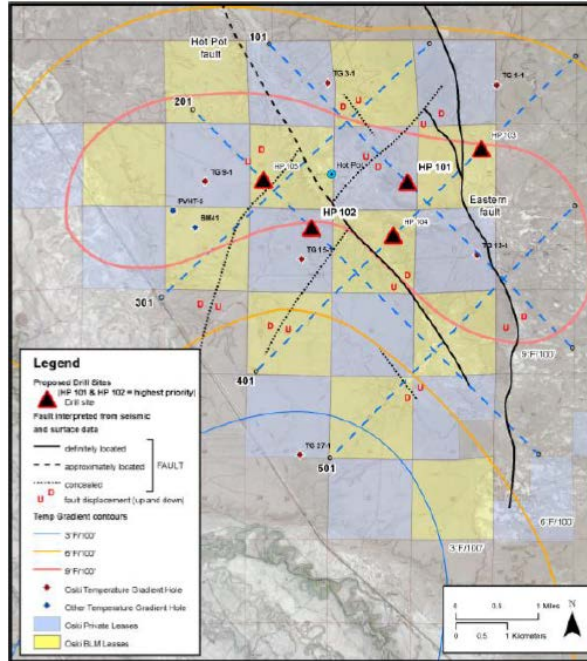 101
Hot Pot
fault
TG 3-1
TG 1-1
201
HP 103
TG 9-1
HP 105
Hot Pot
HP 101
Eastern
fault
HP 102
HP 104
TG 15-1
TG 13-1
301
9°F/100'
401
TG 27-1
501
6°F/100'
3°F/100'
U
D
Legend
Proposed Drill Sites
(HP 101 & HP 102 = highest priority)
Drill site
Fault interpreted from seismic
and surface data
definitely located
approximately located
FAULT
concealed
fault displacement (up and down)
Temp Gradient contours
3°F/100'
6°F/100'
9°F/100'
Oski Temperature Gradient Hole
Other Temperature Gradient Hole
Oski Private Leases
Oski BLM Leases
0 0.5 1 Miles
0 0.5 1 Kilometers
N